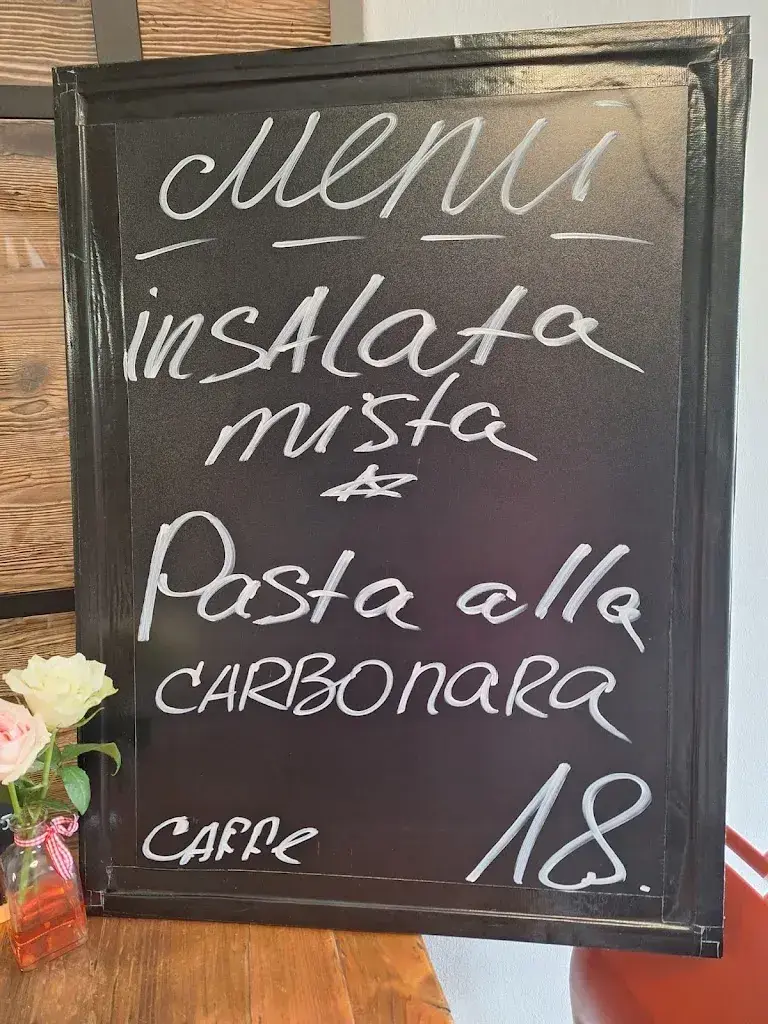 Menu
insalata
mista
Pasta alla
CARBONARA
CAFFe 18.